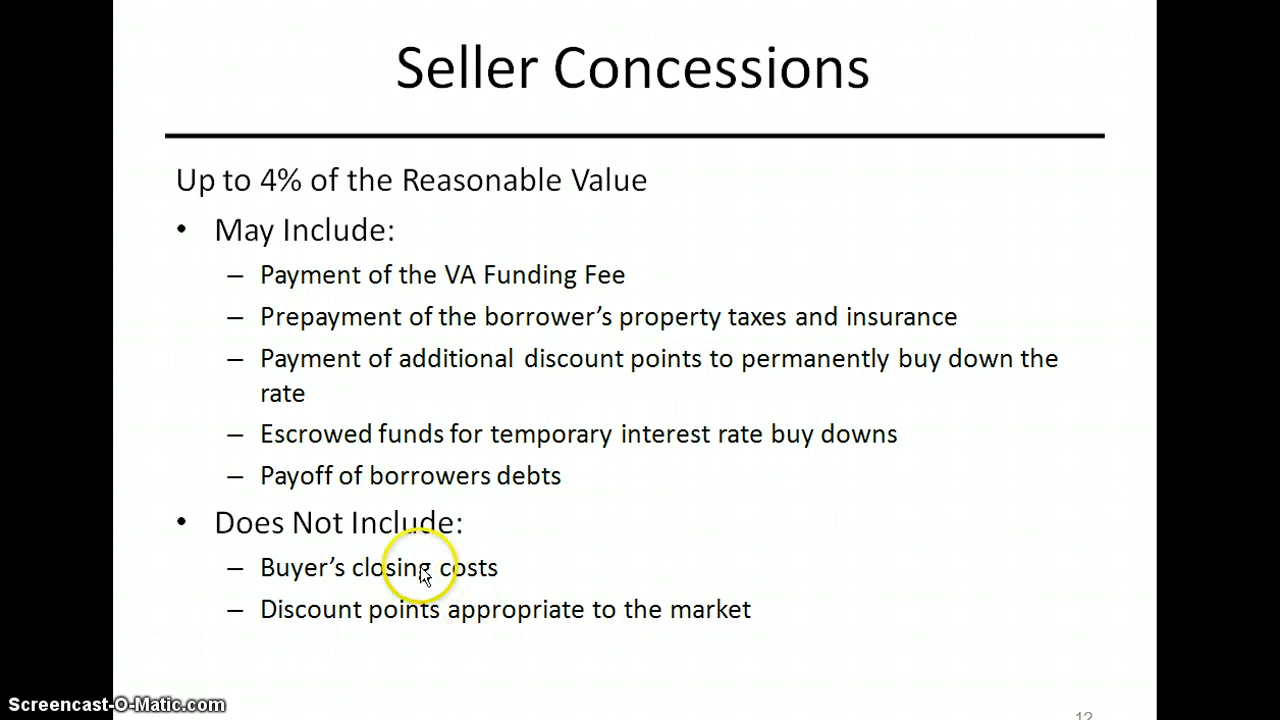 Seller Concessions
Up to 4% of the Reasonable Value
• May Include:
– Payment of the VA Funding Fee
– Prepayment of the borrower’s property taxes and insurance
– Payment of additional discount points to permanently buy down the
rate
– Escrowed funds for temporary interest rate buy downs
– Payoff of borrowers debts
• Does Not Include:
– Buyer’s closing costs
– Discount points appropriate to the market
Screencast-O-Matic.com
12